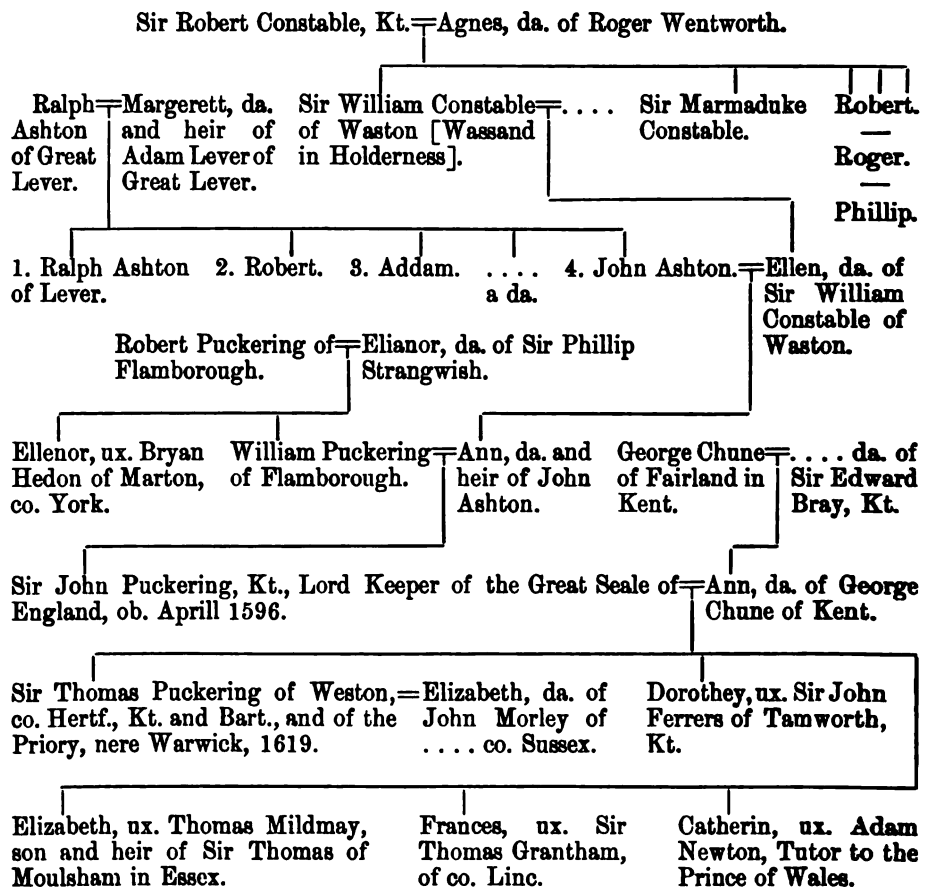 Sir Robert Constable, Kt.=Agnes, da. of Roger Wentworth.
Ralph=Margerett, da.
Ashton and heir of
of Great Adam Lever of
Lever. Great Lever.
Sir William Constable=. . . .
of Waston [Wassand
in Holderness].
Sir Marmaduke
Constable.
Robert.
—
Roger.
—
Phillip.
1. Ralph Ashton
of Lever.
2. Robert.
3. Addam.
. . . .
a da.
4. John Ashton.=Ellen, da. of
Sir William
Constable of
Waston.
Robert Puckering of=Elianor, da. of Sir Phillip
Flamborough. Strangwish.
Ellenor, ux. Bryan
Hedon of Marton,
co. York.
William Puckering=Ann, da. and
of Flamborough. heir of John
Ashton.
George Chune=. . . . da. of
of Fairland in Sir Edward
Kent. Bray, Kt.
Sir John Puckering, Kt., Lord Keeper of the Great Seale of=Ann, da. of George
England, ob. Aprill 1596. Chune of Kent.
Sir Thomas Puckering of Weston,=Elizabeth, da. of
co. Hertf., Kt. and Bart., and of the John Morley of
Priory, nere Warwick, 1619. . . . . co. Sussex.
Dorothey, ux. Sir John
Ferrers of Tamworth,
Kt.
Elizabeth, ux. Thomas Mildmay,
son and heir of Sir Thomas of
Moulsham in Essex.
Frances, ux. Sir
Thomas Grantham,
of co. Linc.
Catherin, ux. Adam
Newton, Tutor to the
Prince of Wales.